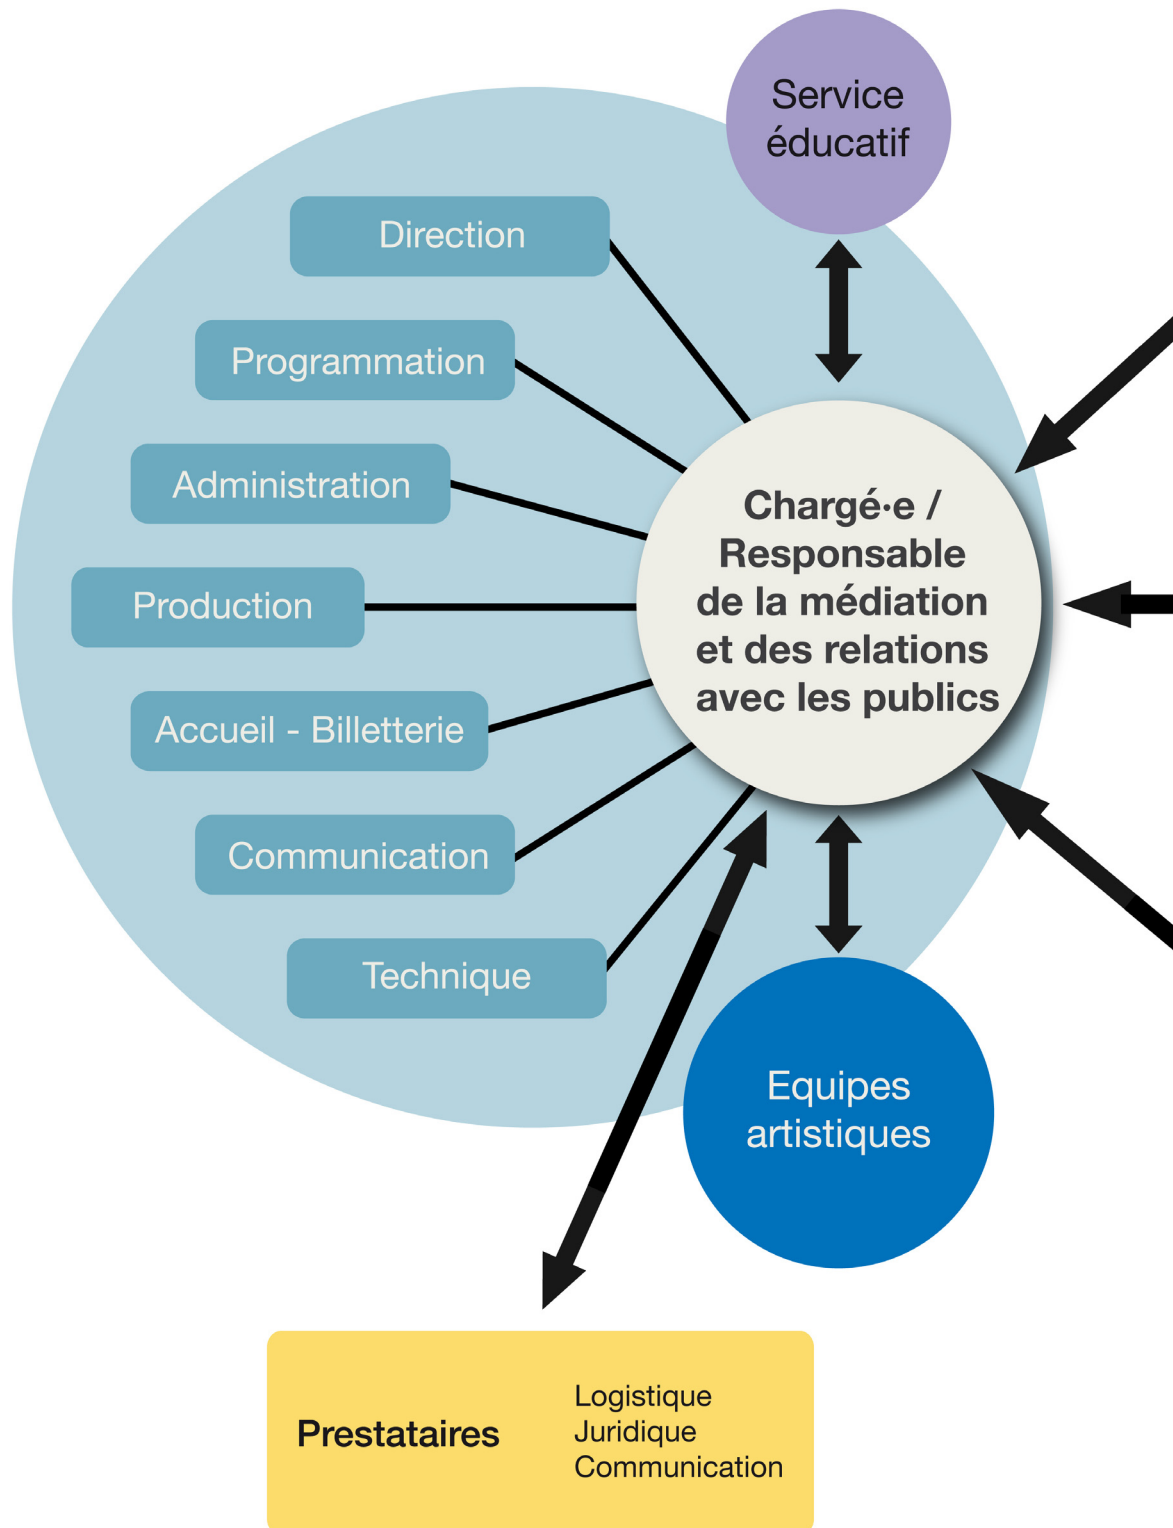 Service
éducatif
Direction
Programmation
Administration
Production
Accueil - Billetterie
Communication
Technique
Chargé·e /
Responsable
de la médiation
et des relations
avec les publics
Equipes
artistiques
Prestataires
Logistique
Juridique
Communication